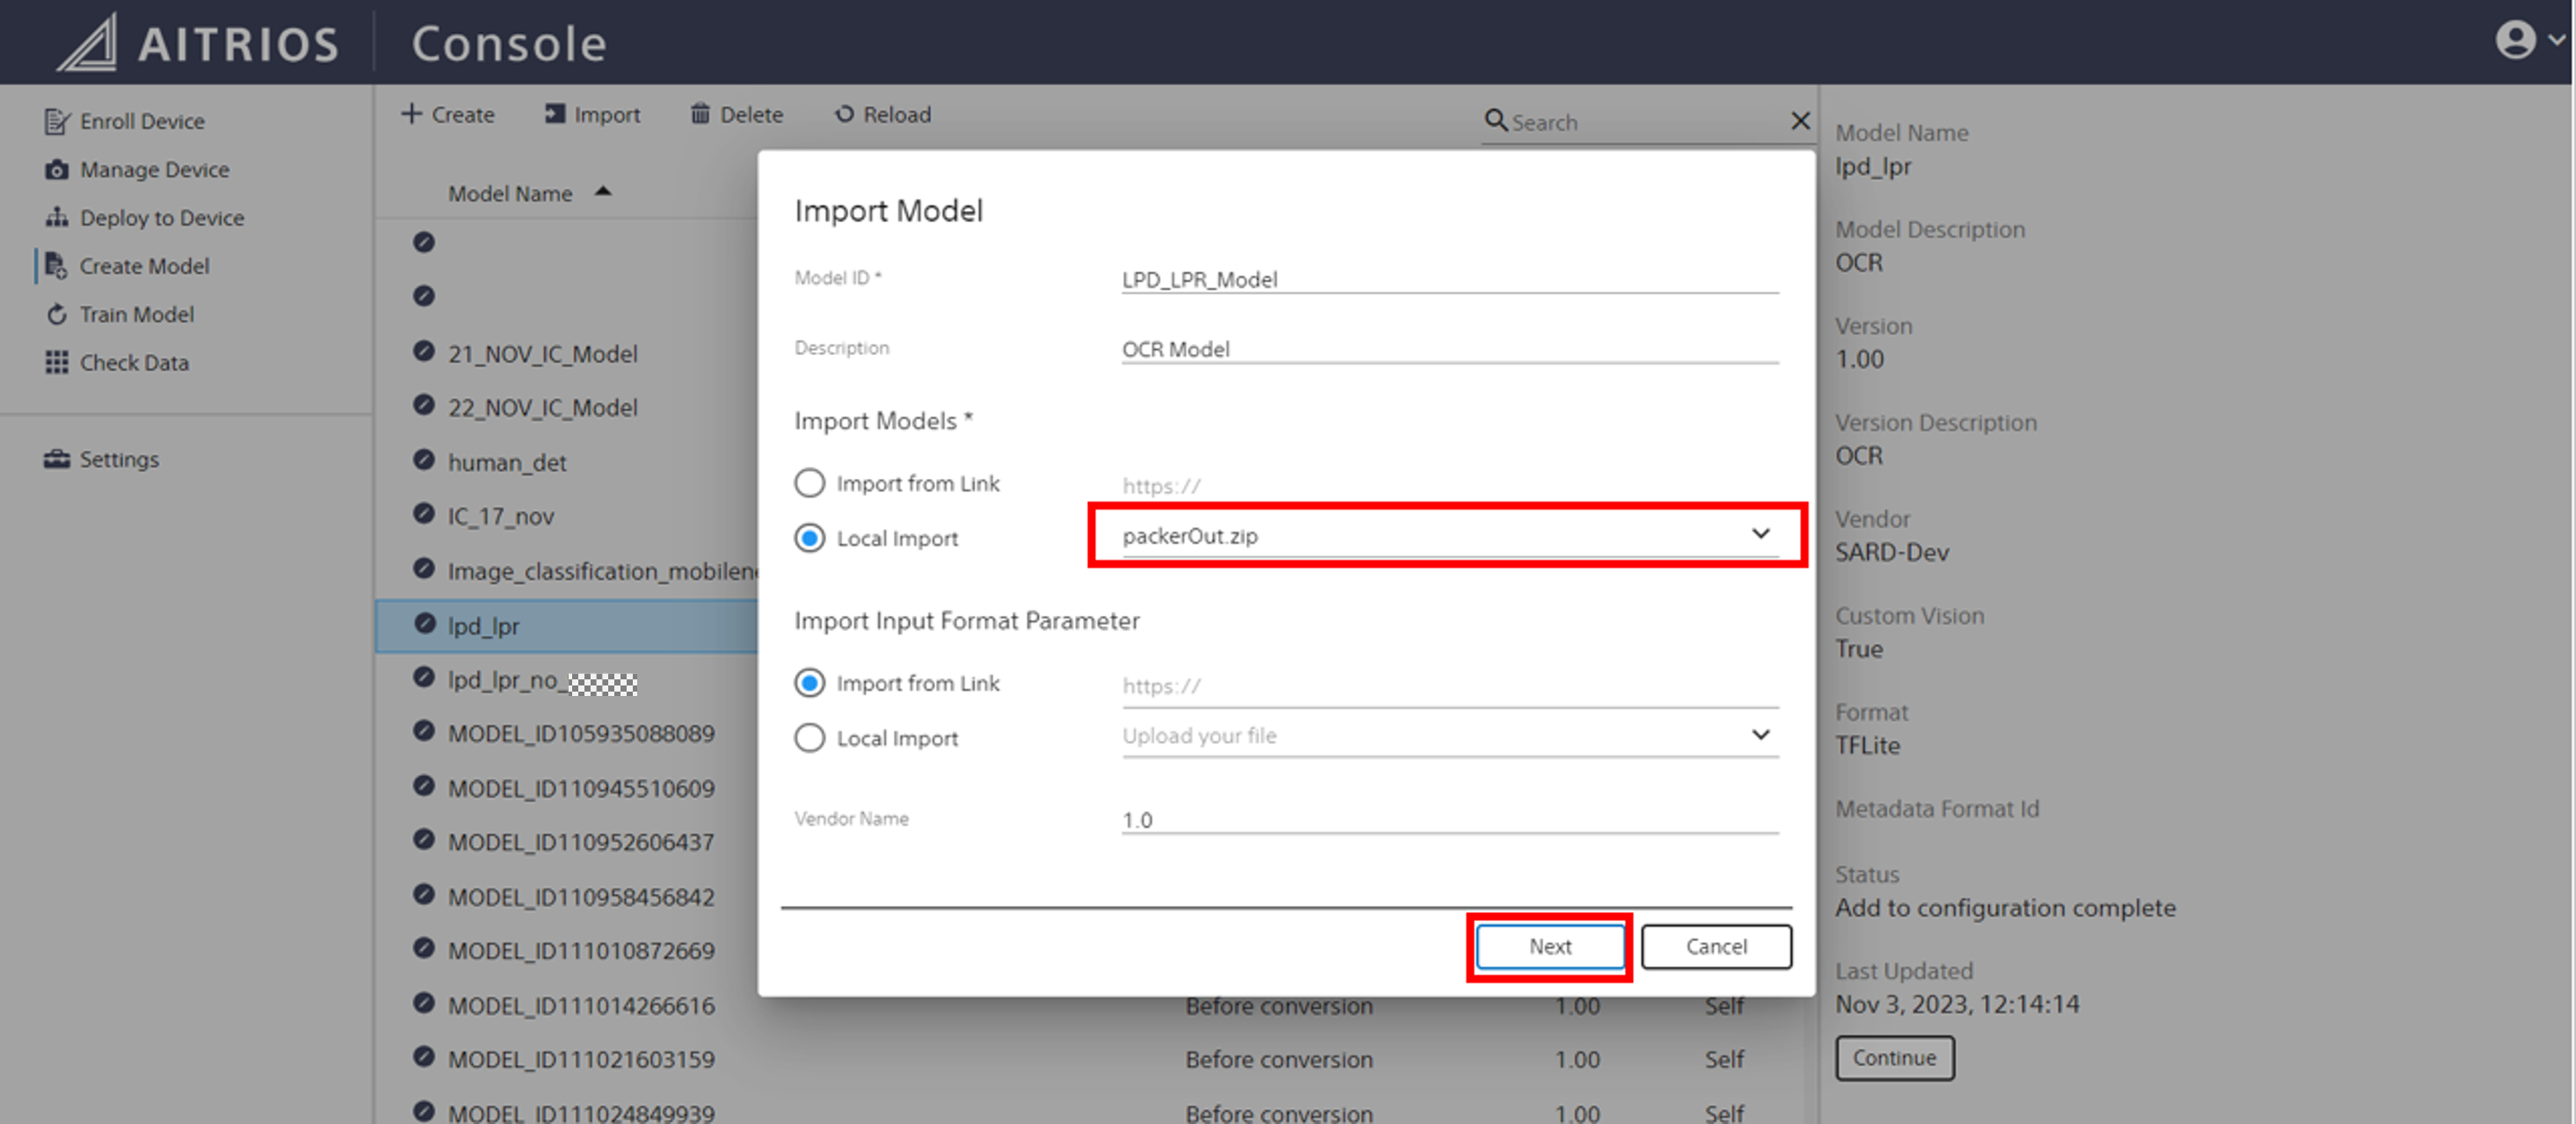 AITRIOS Console
Enroll Device
Manage Device
Deploy to Device
Create Model
Train Model
Check Data
Settings
Create Import Delete Reload
Search
Model Name
21_NOV_IC_Model
22_NOV_IC_Model
human_det
IC_17_nov
Image_classification_mobilene
lpd_lpr
lpd_lpr_no_
MODEL_ID105935088089
MODEL_ID110945510609
MODEL_ID110952606437
MODEL_ID110958456842
MODEL_ID111010872669
MODEL_ID111014266616 Before conversion 1.00 Self
MODEL_ID111021603159 Before conversion 1.00 Self
MODEL_ID111024849939 Before conversion 1.00 Self
Import Model
Model ID * LPD_LPR_Model
Description OCR Model
Import Models *
Import from Link https://
Local Import packerOut.zip
Import Input Format Parameter
Import from Link https://
Local Import Upload your file
Vendor Name 1.0
Next Cancel
Model Name
lpd_lpr
Model Description
OCR
Version
1.00
Version Description
OCR
Vendor
SARD-Dev
Custom Vision
True
Format
TFLite
Metadata Format Id
Status
Add to configuration complete
Last Updated
Nov 3, 2023, 12:14:14
Continue